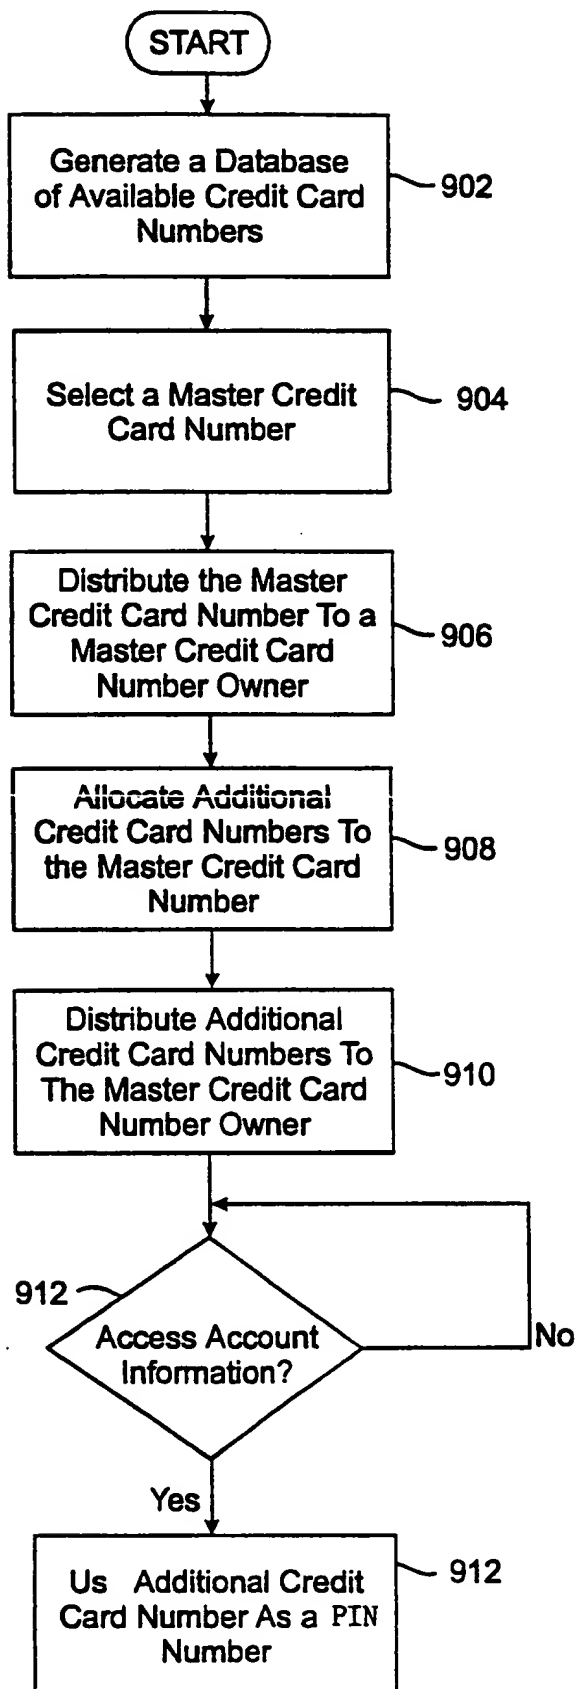 START
Generate a Database
of Available Credit Card
Numbers
902
Select a Master Credit
Card Number
904
Distribute the Master
Credit Card Number To a
Master Credit Card
Number Owner
906
Allocate Additional
Credit Card Numbers To
the Master Credit Card
Number
908
Distribute Additional
Credit Card Numbers To
The Master Credit Card
Number Owner
910
912
Access Account
Information?
No
Yes
Us Additional Credit
Card Number As a PIN
Number
912